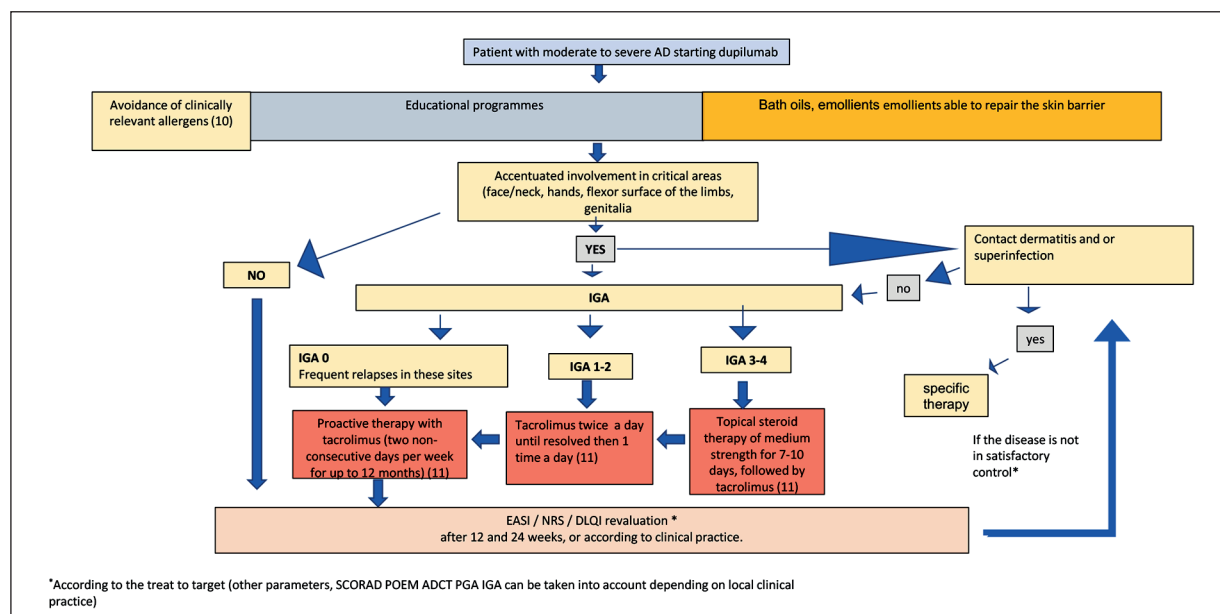 Patient with moderate to severe AD starting dupilumab
Avoidance of clinically
relevant allergens (10)
Educational programmes
Bath oils, emollients emollients able to repair the skin barrier
Accentuated involvement in critical areas
(face/neck, hands, flexor surface of the limbs,
genitalia
YES
Contact dermatitis and or
superinfection
NO
no
IGA
yes
IGA 0
Frequent relapses in these sites
IGA 1-2
IGA 3-4
specific
therapy
Proactive therapy with
tacrolimus (two non-
consecutive days per week
for up to 12 months) (11)
Tacrolimus twice a day
until resolved then 1
time a day (11)
Topical steroid
therapy of medium
strength for 7-10
days, followed by
tacrolimus (11)
If the disease is not
in satisfactory
control*
EASI / NRS / DLQI revaluation *
after 12 and 24 weeks, or according to clinical practice.
*According to the treat to target (other parameters, SCORAD POEM ADCT PGA IGA can be taken into account depending on local clinical
practice)